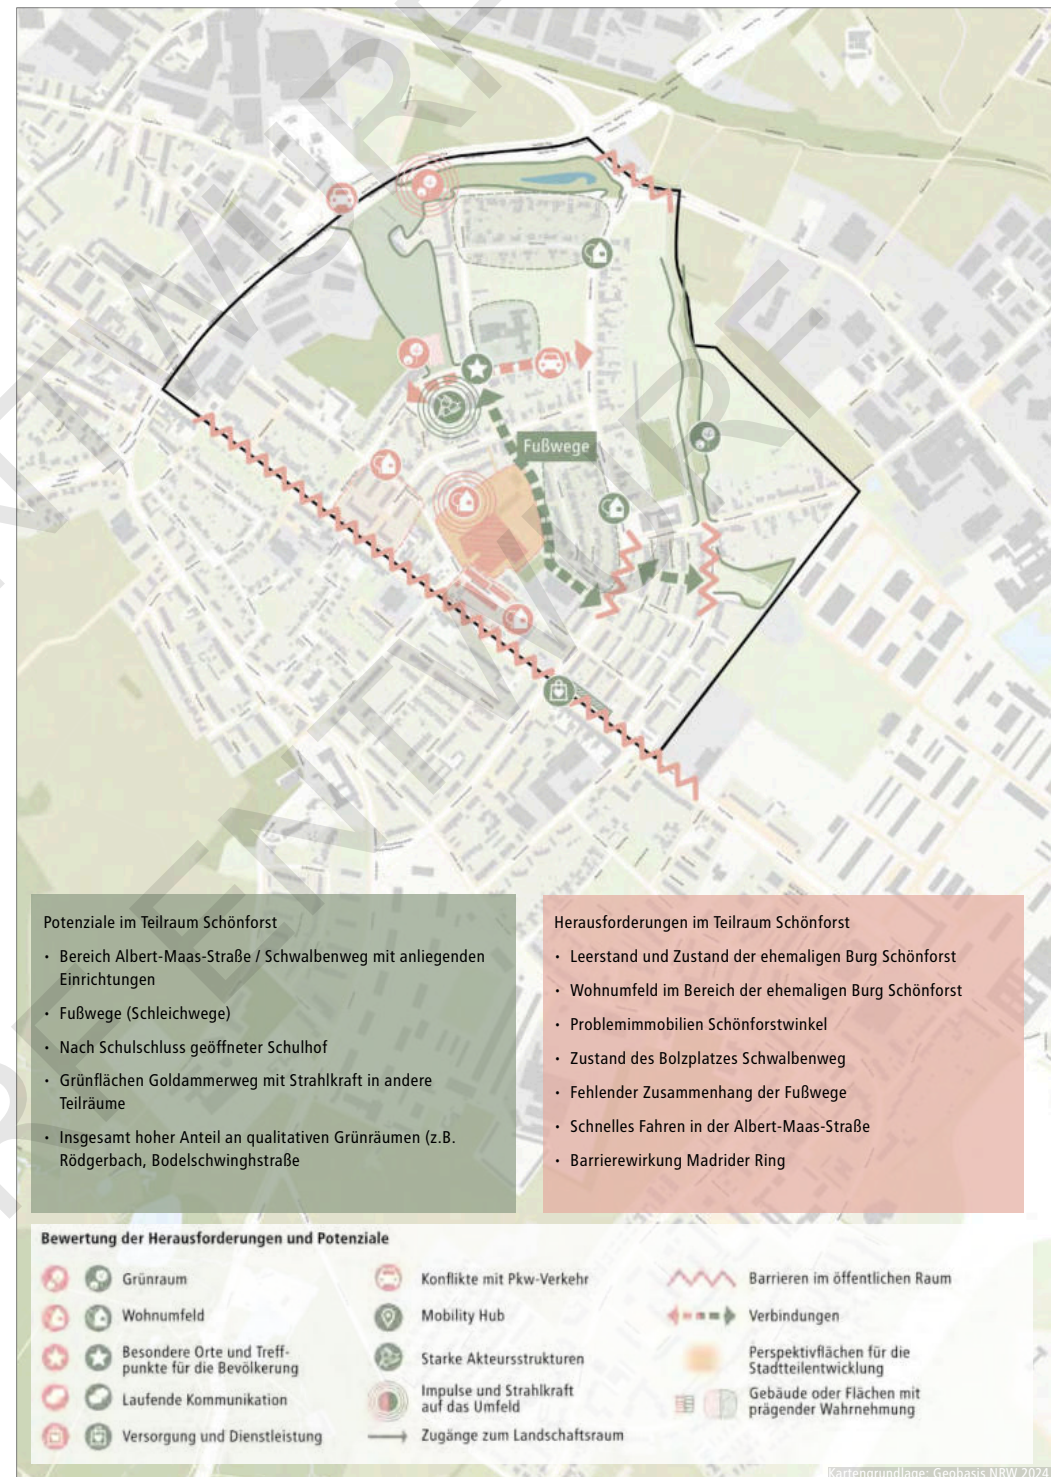 Fußwege
Potenziale im Teilraum Schönforst
• Bereich Albert-Maas-Straße / Schwalbenweg mit anliegenden
Einrichtungen
• Fußwege (Schleichwege)
• Nach Schulschluss geöffneter Schulhof
• Grünflächen Goldammerweg mit Strahlkraft in andere
Teilräume
• Insgesamt hoher Anteil an qualitativen Grünräumen (z.B.
Rödgerbach, Bodelschwinghstraße
Herausforderungen im Teilraum Schönforst
• Leerstand und Zustand der ehemaligen Burg Schönforst
• Wohnumfeld im Bereich der ehemaligen Burg Schönforst
• Problemimmobilien Schönforstwinkel
• Zustand des Bolzplatzes Schwalbenweg
• Fehlender Zusammenhang der Fußwege
• Schnelles Fahren in der Albert-Maas-Straße
• Barrierewirkung Madrider Ring
Bewertung der Herausforderungen und Potenziale
Grünraum
Wohnumfeld
Besondere Orte und Treff-
punkte für die Bevölkerung
Laufende Kommunikation
Versorgung und Dienstleistung
Konflikte mit Pkw-Verkehr
Mobility Hub
Starke Akteursstrukturen
Impulse und Strahlkraft
auf das Umfeld
Zugänge zum Landschaftsraum
Barrieren im öffentlichen Raum
Verbindungen
Perspektivflächen für die
Stadtteilentwicklung
Gebäude oder Flächen mit
prägender Wahrnehmung
Kartengrundlage: Geobasis NRW 2024